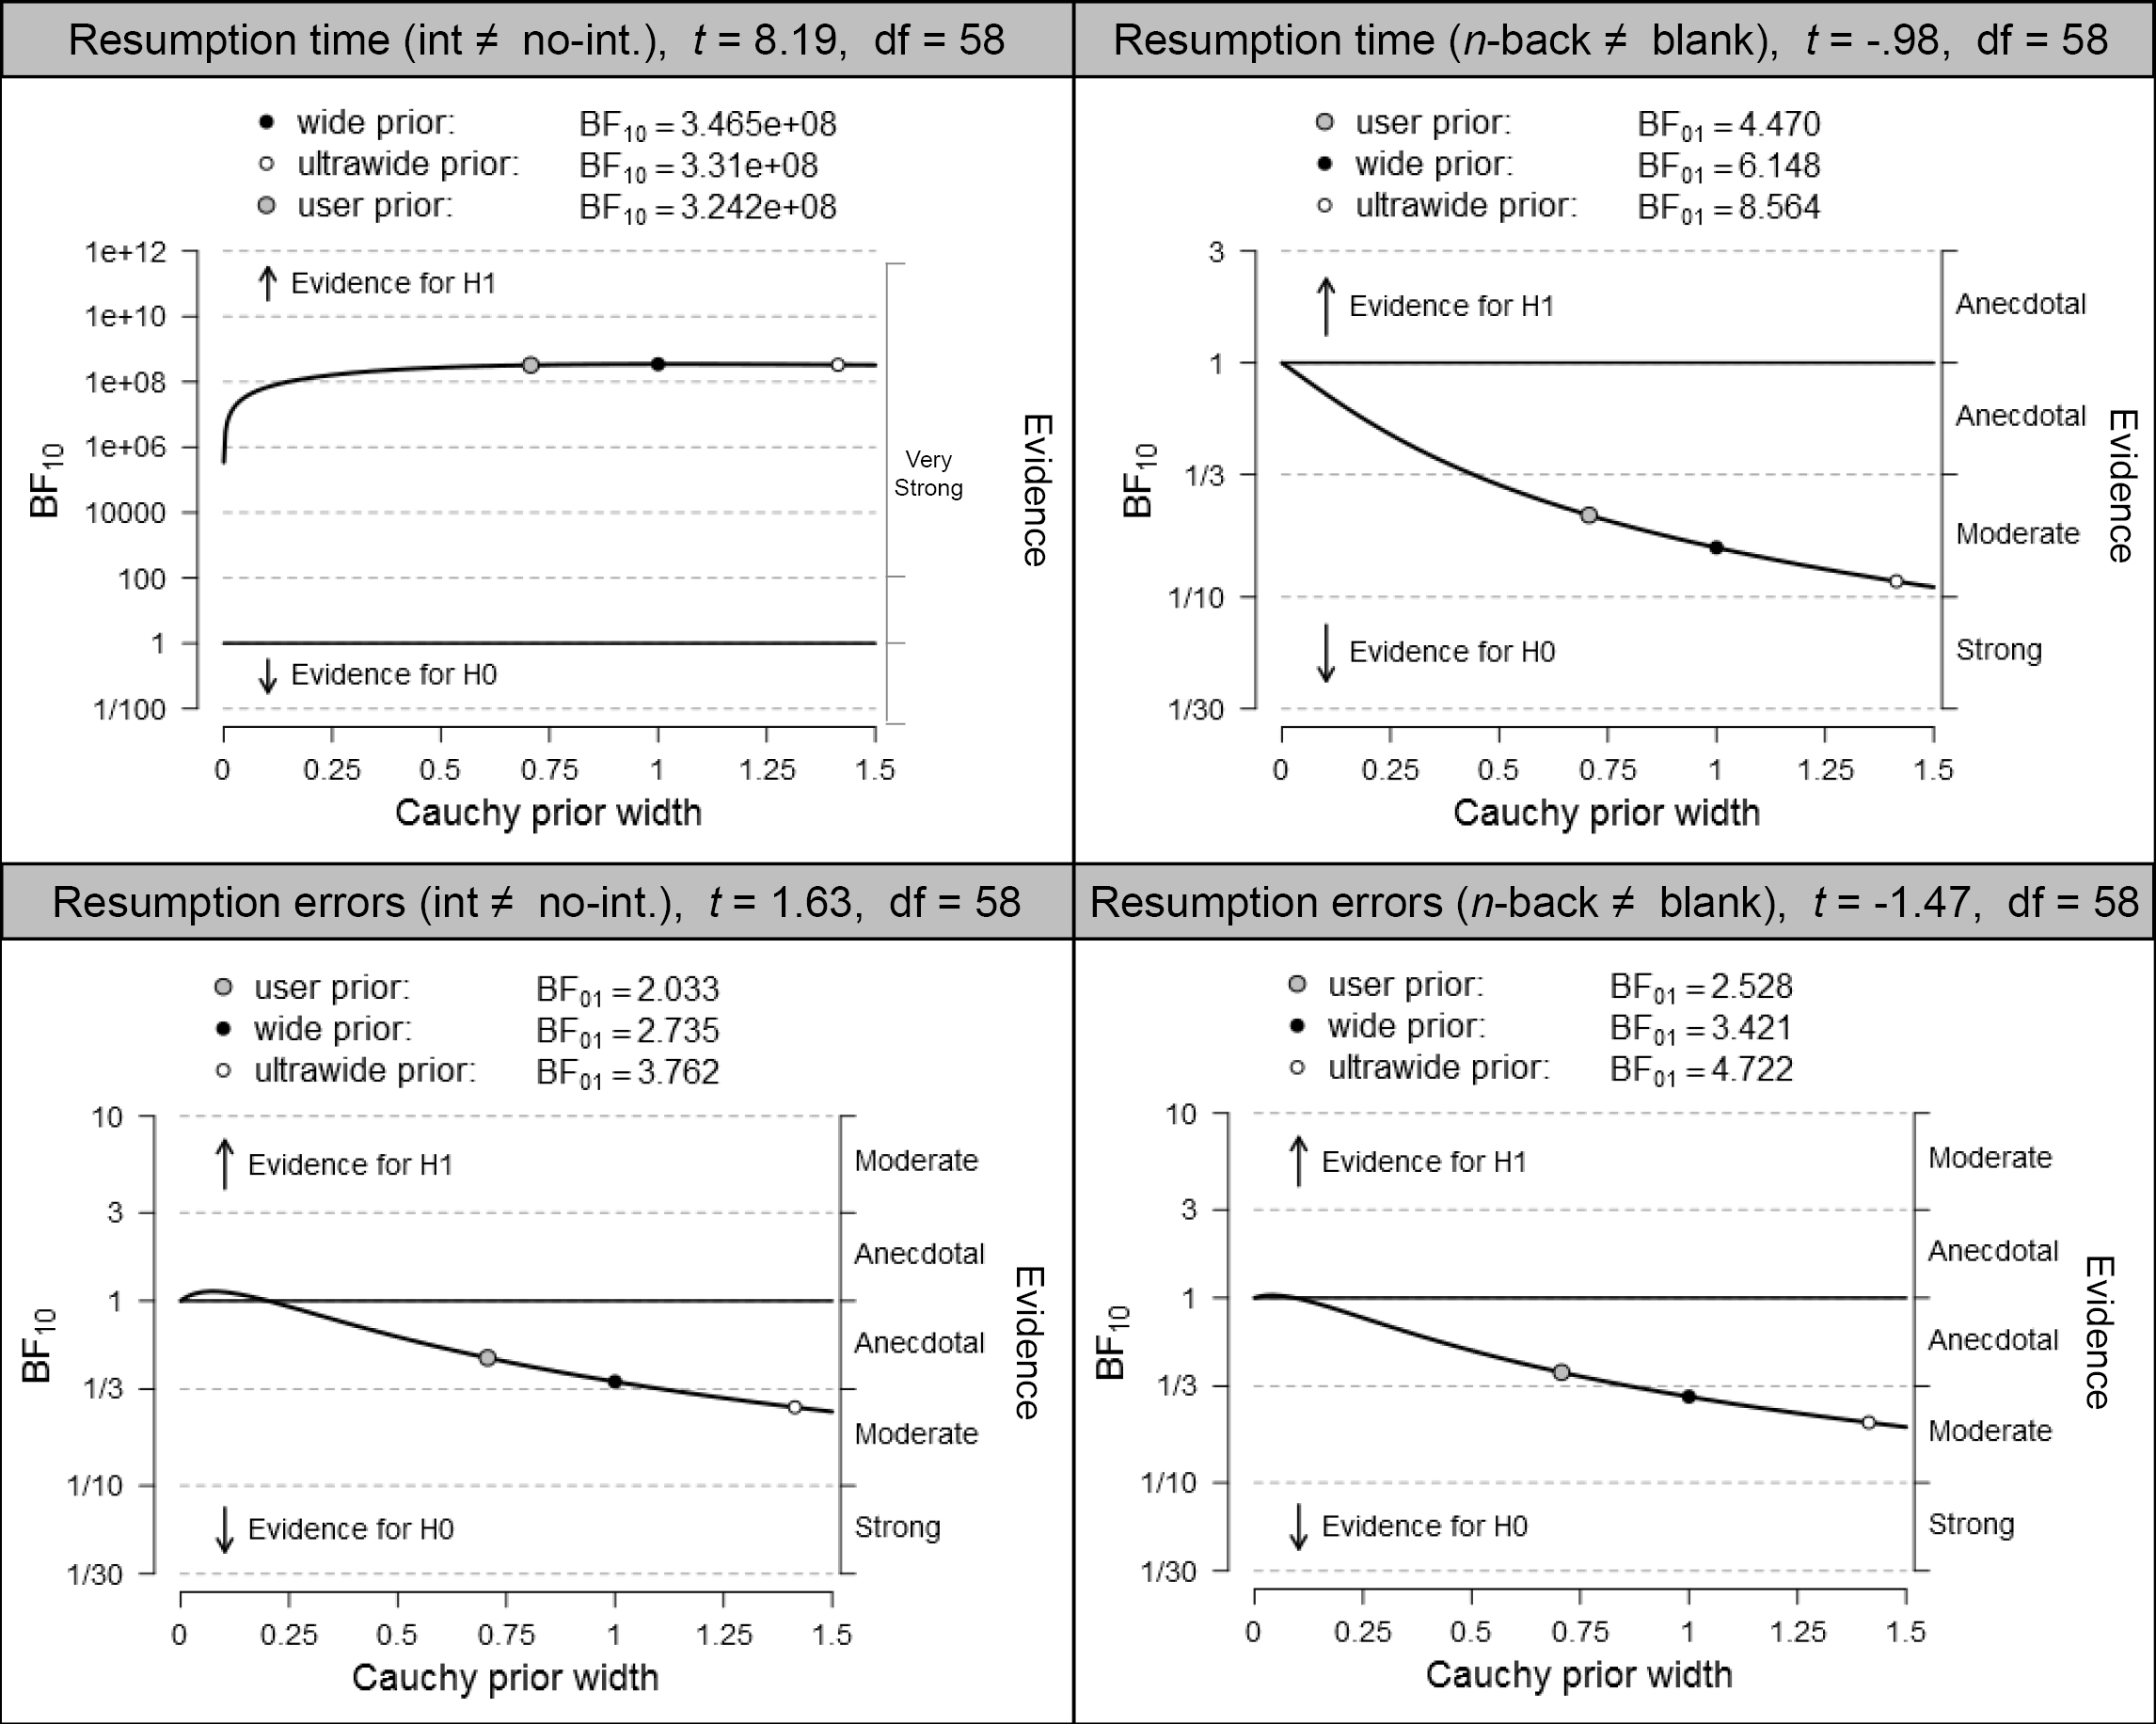 Resumption time (int ≠ no-int.), t = 8.19, df = 58
wide prior: BF10 = 3.465e+08
ultrawide prior: BF10 = 3.31e+08
user prior: BF10 = 3.242e+08
1e+12
1e+10
1e+08
1e+06
10000
100
1
1/100
BF10
Evidence for H1
Evidence for H0
Very
Strong
Evidence
0 0.25 0.5 0.75 1 1.25 1.5
Cauchy prior width
Resumption time (n-back ≠ blank), t = -.98, df = 58
user prior: BF01 = 4.470
wide prior: BF01 = 6.148
ultrawide prior: BF01 = 8.564
3
1
1/3
1/10
1/30
BF10
Evidence for H1
Evidence for H0
Anecdotal
Anecdotal
Moderate
Strong
Evidence
0 0.25 0.5 0.75 1 1.25 1.5
Cauchy prior width
Resumption errors (int ≠ no-int.), t = 1.63, df = 58
user prior: BF01 = 2.033
wide prior: BF01 = 2.735
ultrawide prior: BF01 = 3.762
10
3
1
1/3
1/10
1/30
BF10
Evidence for H1
Evidence for H0
Moderate
Anecdotal
Anecdotal
Moderate
Strong
Evidence
0 0.25 0.5 0.75 1 1.25 1.5
Cauchy prior width
Resumption errors (n-back ≠ blank), t = -1.47, df = 58
user prior: BF01 = 2.528
wide prior: BF01 = 3.421
ultrawide prior: BF01 = 4.722
10
3
1
1/3
1/10
1/30
BF10
Evidence for H1
Evidence for H0
Moderate
Anecdotal
Anecdotal
Moderate
Strong
Evidence
0 0.25 0.5 0.75 1 1.25 1.5
Cauchy prior width